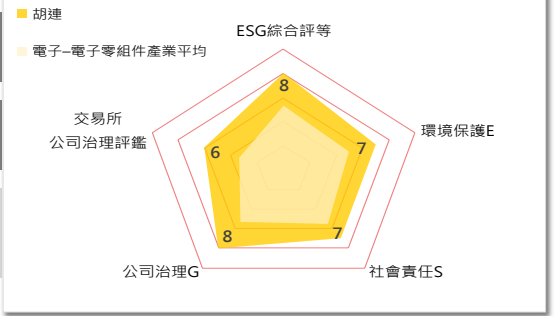 胡連
電子–電子零組件產業平均
ESG綜合評等
8
環境保護E
7
社會責任S
7
公司治理G
8
交易所
公司治理評鑑
6